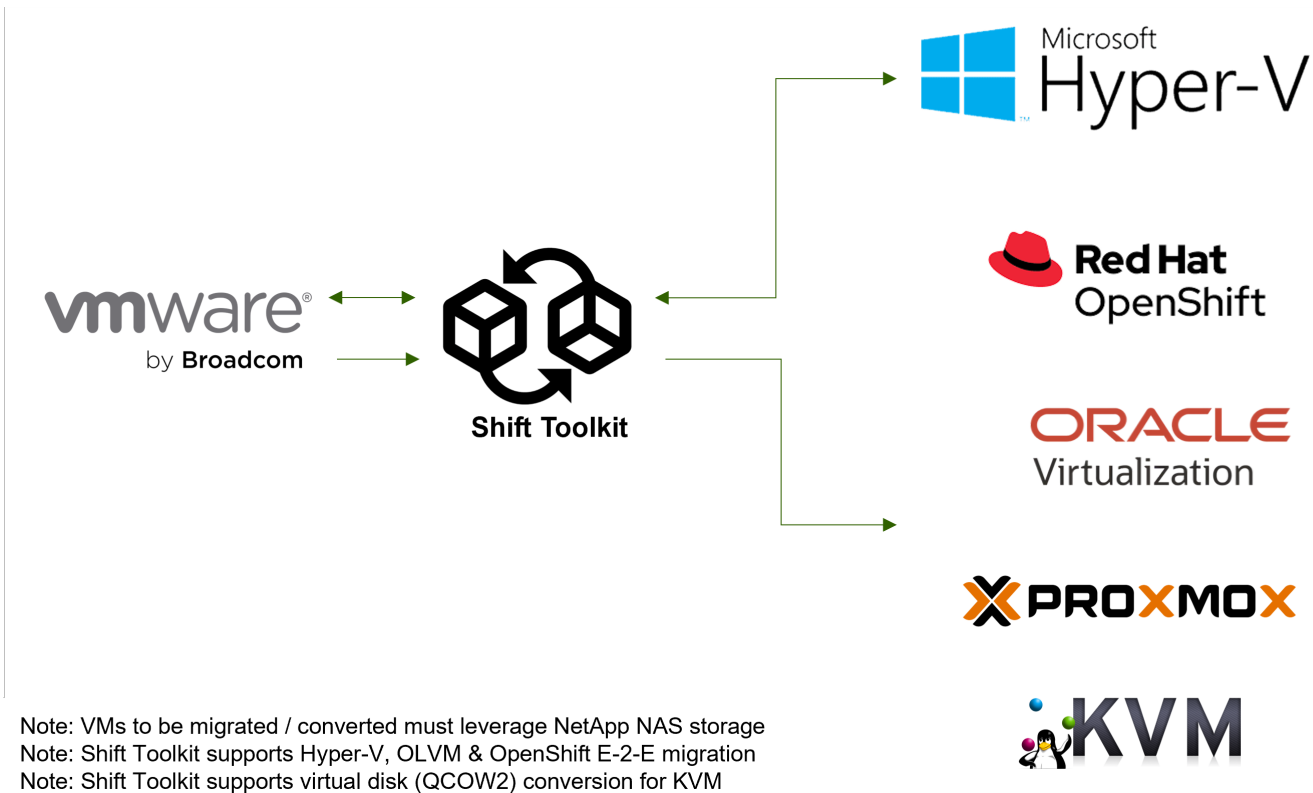 Microsoft
Hyper-V
TM
Red Hat
OpenShift
vmware®
by Broadcom
Shift Toolkit
ORACLE
Virtualization
PROXMOX
KVM
Note: VMs to be migrated / converted must leverage NetApp NAS storage
Note: Shift Toolkit supports Hyper-V, OLVM & OpenShift E-2-E migration
Note: Shift Toolkit supports virtual disk (QCOW2) conversion for KVM